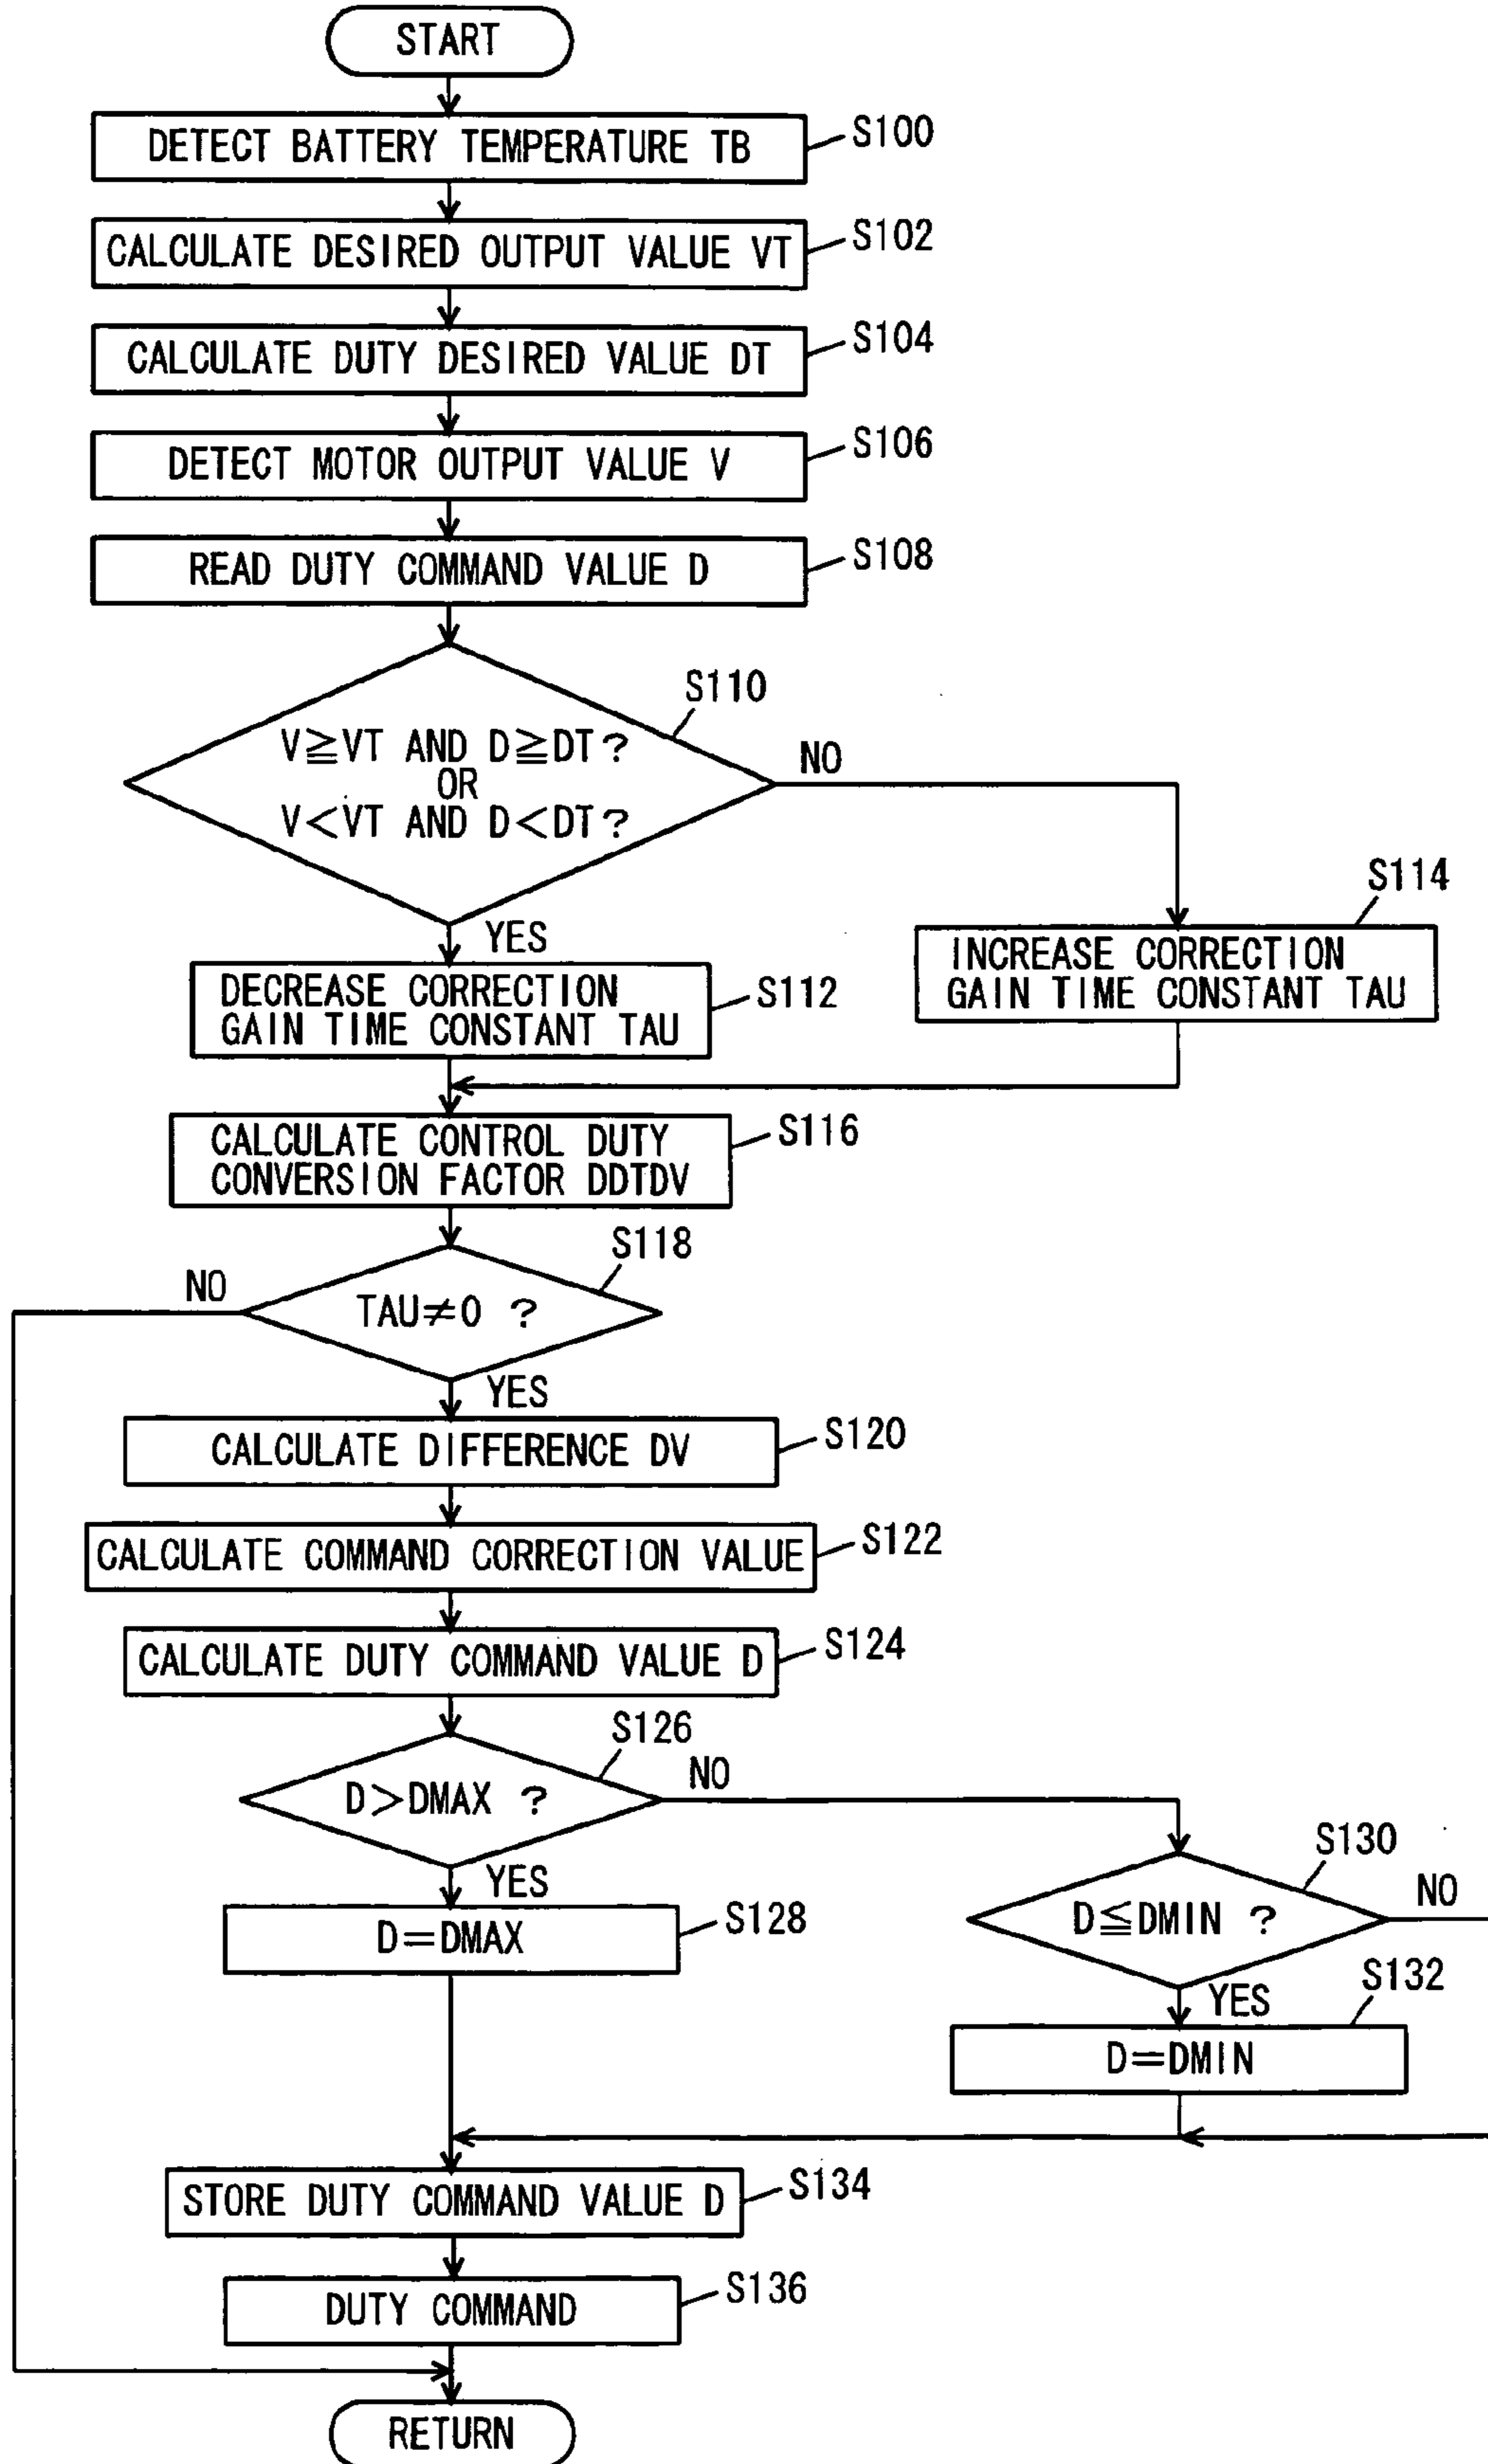 START
DETECT BATTERY TEMPERATURE TB
S100
CALCULATE DESIRED OUTPUT VALUE VT
S102
CALCULATE DUTY DESIRED VALUE DT
S104
DETECT MOTOR OUTPUT VALUE V
S106
READ DUTY COMMAND VALUE D
S108
S110
V≧VT AND D≧DT?
OR
V<VT AND D<DT?
NO
YES
S114
INCREASE CORRECTION
GAIN TIME CONSTANT TAU
DECREASE CORRECTION
GAIN TIME CONSTANT TAU
S112
CALCULATE CONTROL DUTY
CONVERSION FACTOR DDTDV
S116
S118
NO
TAU≠0 ?
YES
CALCULATE DIFFERENCE DV
S120
CALCULATE COMMAND CORRECTION VALUE
S122
CALCULATE DUTY COMMAND VALUE D
S124
S126
D>DMAX ?
NO
YES
S130
D≦DMIN ?
NO
YES
D=DMAX
S128
S132
D=DMIN
STORE DUTY COMMAND VALUE D
S134
DUTY COMMAND
S136
RETURN